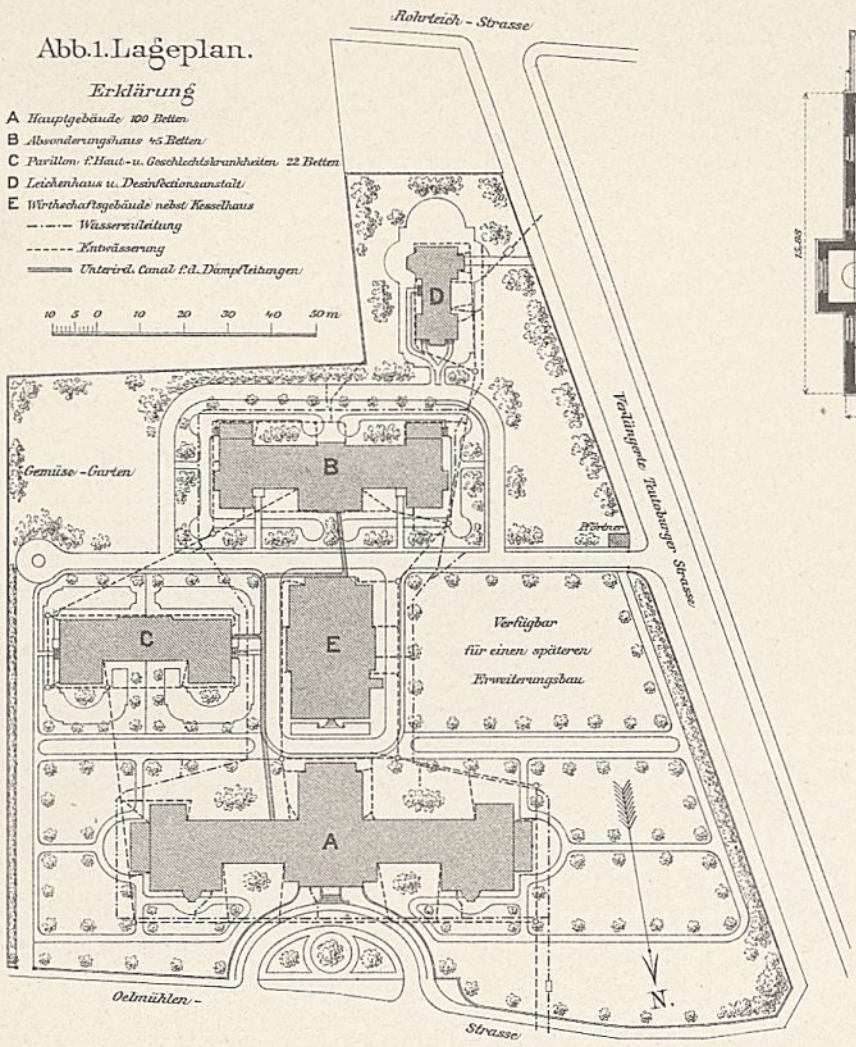 Rohrteich - Strasse
Abb.1.Lageplan.
Erklärung
A Hauptgebäude 100 Betten
B Absonderungshaus 45 Betten
C Pavillon f. Haut- u. Geschlechtskrankheiten 22 Betten
D Leichenhaus u. Desinfectionsanstalt
E Wirthschaftsgebäude nebst Kesselhaus
Wasserzuleitung
Entwässerung
Unterird. Canal f. d. Dampfleitungen
10 5 0 10 20 30 40 50 m
15.83
D
Verlängerte Teutoburger Strasse
B
Gemüse-Garten
Pförtner
C
E
Verfügbar
für einen späteren
Erweiterungsbau
A
N.
Oelmühlen -
Strasse